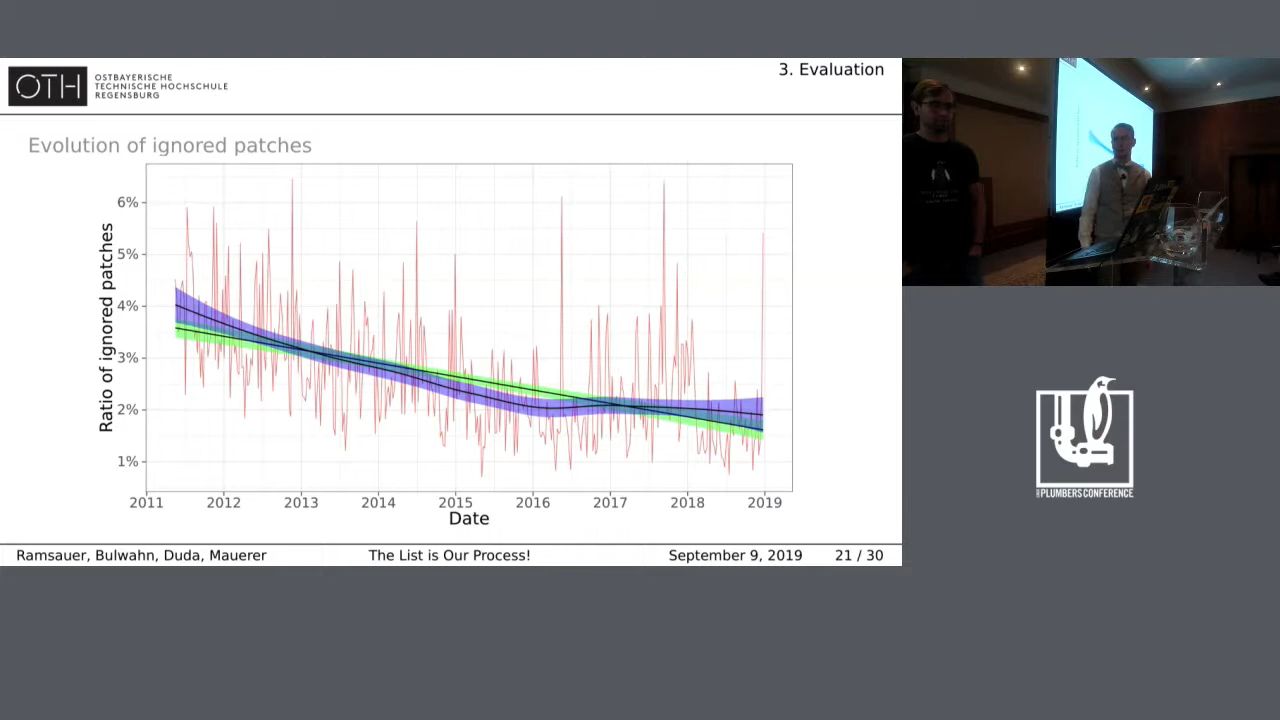 OTH
OSTBAYERISCHE
TECHNISCHE HOCHSCHULE
REGENSBURG
3. Evaluation
Evolution of ignored patches
Ratio of ignored patches
6%
5%
4%
3%
2%
1%
2011 2012 2013 2014 2015 2016 2017 2018 2019
Date
Ramsauer, Bulwahn, Duda, Mauerer The List is Our Process! September 9, 2019 21 / 30
PLUMBERS CONFERENCE